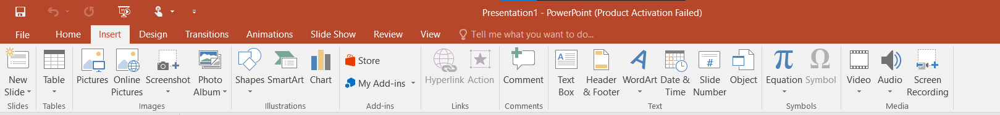 Presentation1 - PowerPoint (Product Activation Failed)
File Home Insert Design Transitions Animations Slide Show Review View Tell me what you want to do...
New Slide
Slides
Table
Tables
Pictures
Online Pictures
Screenshot
Photo Album
Images
Shapes
SmartArt
Chart
Illustrations
Store
My Add-ins
Add-ins
Hyperlink
Action
Links
Comment
Comments
Text Box
Header & Footer
WordArt
Date & Time
Slide Number
Object
Text
Equation
Symbol
Symbols
Video
Audio
Screen Recording
Media